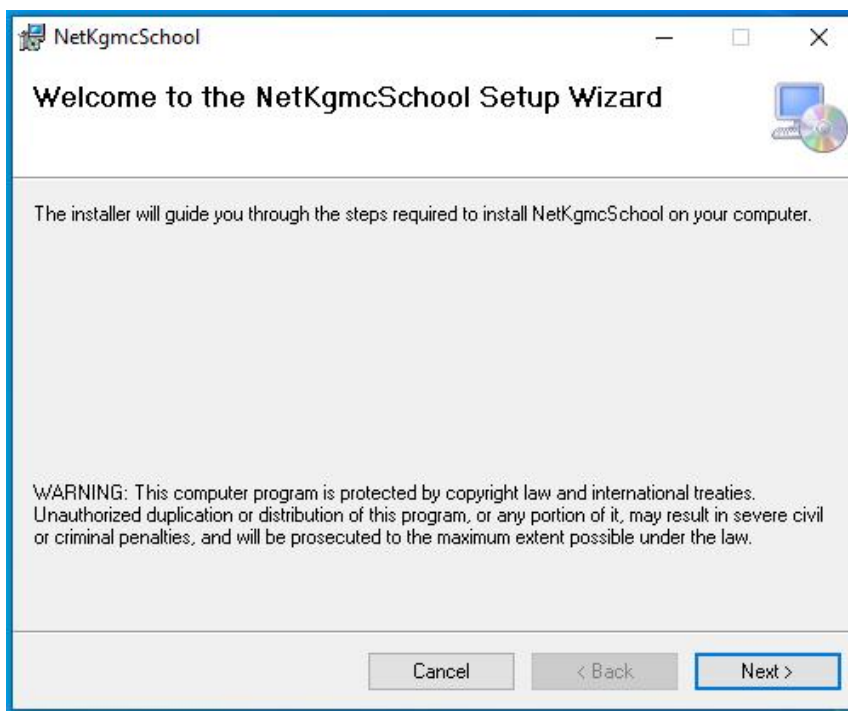 NetKgmcSchool
Welcome to the NetKgmcSchool Setup Wizard
The installer will guide you through the steps required to install NetKgmcSchool on your computer.
WARNING: This computer program is protected by copyright law and international treaties.
Unauthorized duplication or distribution of this program, or any portion of it, may result in severe civil
or criminal penalties, and will be prosecuted to the maximum extent possible under the law.
Cancel
< Back
Next >